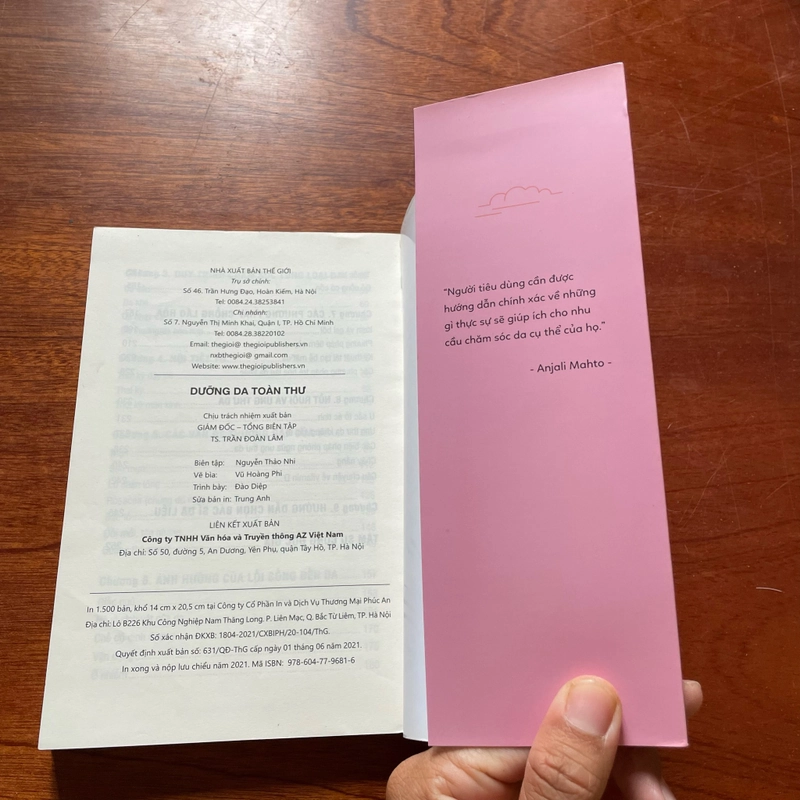 NHÀ XUẤT BẢN THẾ GIỚI
Trụ sở chính:
Số 46. Trần Hưng Đạo, Hoàn Kiếm, Hà Nội
Tel: 0084.24.38253841
Chi nhánh:
Số 7. Nguyễn Thị Minh Khai, Quận I, TP. Hồ Chí Minh
Tel: 0084.28.38220102
Email: thegioi@ thegioipublishers.vn
nxbthegioi@ gmail.com
Website: www.thegioipublishers.vn
DƯỠNG DA TOÀN THƯ
Chịu trách nhiệm xuất bản
GIÁM ĐỐC – TỔNG BIÊN TẬP
TS. TRẦN ĐOÀN LÂM
Biên tập: Nguyễn Thảo Nhi
Vẽ bìa: Vũ Hoàng Phi
Trình bày: Đào Diệp
Sửa bản in: Trung Anh
LIÊN KẾT XUẤT BẢN
Công ty TNHH Văn hóa và Truyền thông AZ Việt Nam
Địa chỉ: Số 50, đường 5, An Dương, Yên Phụ, quận Tây Hồ, TP. Hà Nội
In 1.500 bản, khổ 14 cm x 20,5 cm tại Công ty Cổ Phần In và Dịch Vụ Thương Mại Phúc An
Địa chỉ: Lô B226 Khu Công Nghiệp Nam Thăng Long. P. Liên Mạc, Q. Bắc Từ Liêm, TP. Hà Nội
Số xác nhận ĐKXB: 1804-2021/CXBIPH/20-104/ThG.
Quyết định xuất bản số: 631/QĐ-ThG cấp ngày 01 tháng 06 năm 2021.
In xong và nộp lưu chiểu năm 2021. Mã ISBN: 978-604-77-9681-6
“Người tiêu dùng cần được
hướng dẫn chính xác về những
gì thực sự sẽ giúp ích cho nhu
cầu chăm sóc da cụ thể của họ.”
- Anjali Mahto -